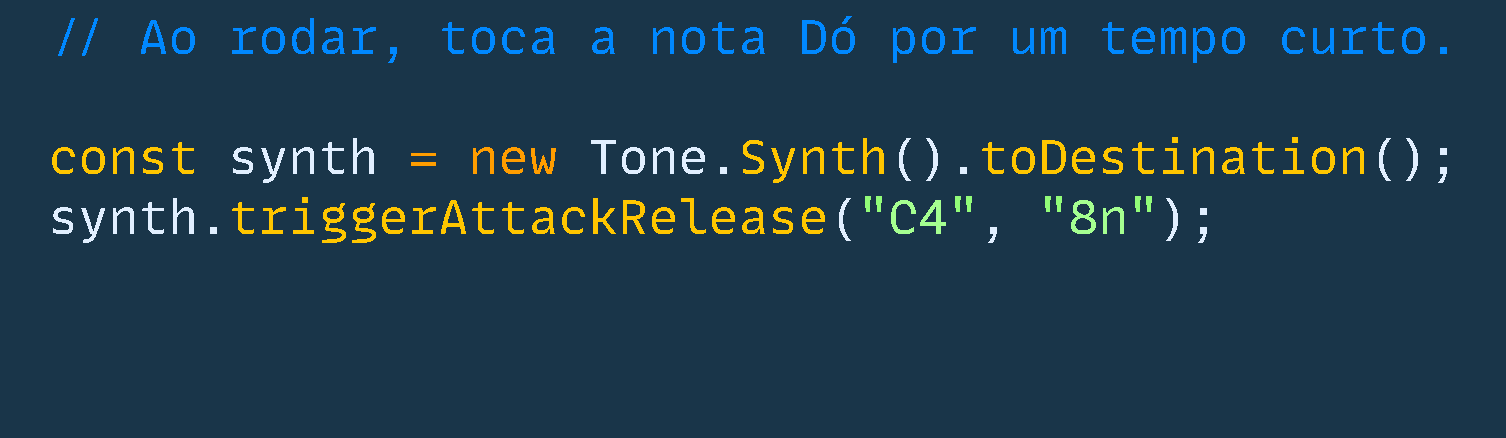 // Ao rodar, toca a nota Dó por um tempo curto.
const synth = new Tone.Synth().toDestination();
synth.triggerAttackRelease("C4", "8n");